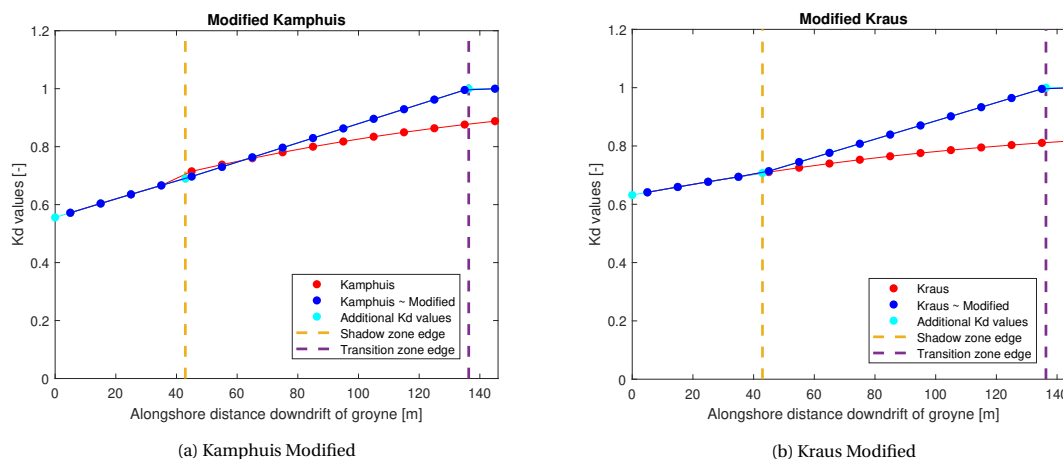 Modified Kamphuis
1.2
1
0.8
0.6
0.4
0.2
0
Kd values [-]
0 20 40 60 80 100 120 140
Alongshore distance downdrift of groyne [m]
Kamphuis
Kamphuis ~ Modified
Additional Kd values
Shadow zone edge
Transition zone edge
(a) Kamphuis Modified
Modified Kraus
1.2
1
0.8
0.6
0.4
0.2
0
Kd values [-]
0 20 40 60 80 100 120 140
Alongshore distance downdrift of groyne [m]
Kraus
Kraus ~ Modified
Additional Kd values
Shadow zone edge
Transition zone edge
(b) Kraus Modified